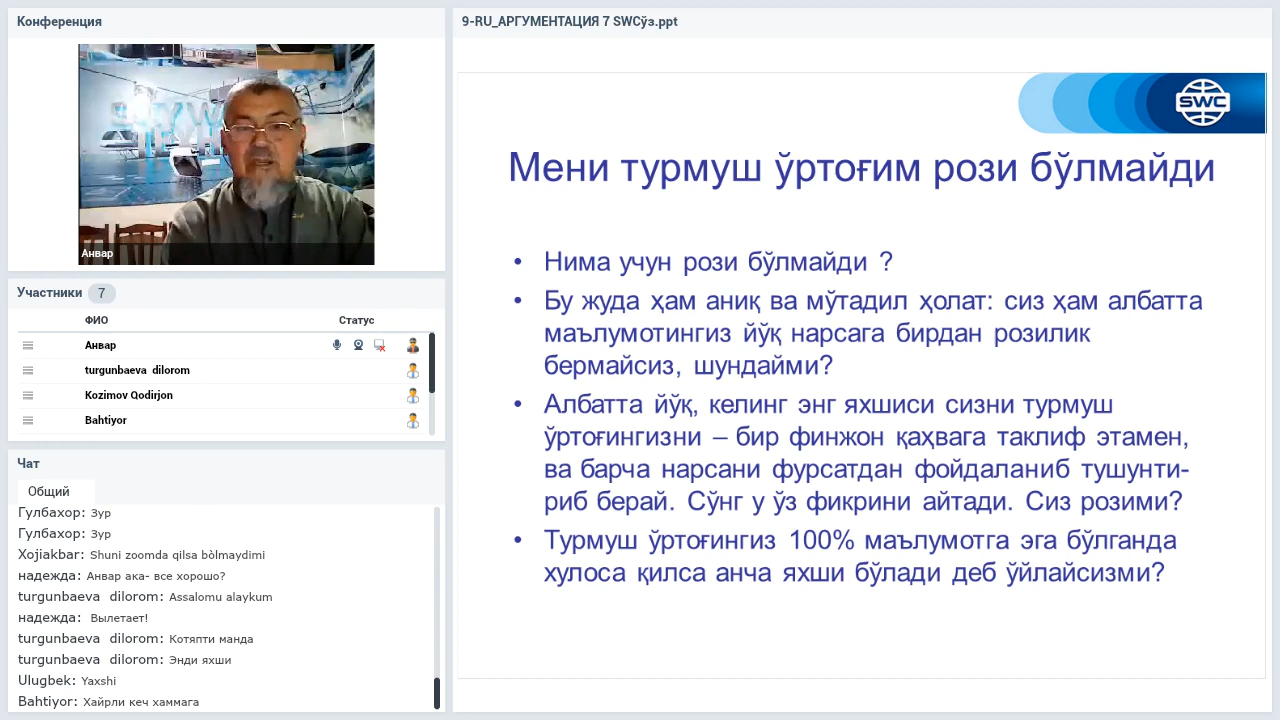 Конференция
Анвар
Участники 7
ФИО Статус
Анвар
turgunbaeva dilorom
Kozimov Qodirjon
Bahtiyor
Чат
Общий
Гулбахор: Зур
Гулбахор: Зур
Xojiakbar: Shuni zoomda qilsa bòlmaydimi
надежда: Анвар ака- все хорошо?
turgunbaeva dilorom: Assalomu alaykum
надежда: Вылетает!
turgunbaeva dilorom: Котяпти манда
turgunbaeva dilorom: Энди яхши
Ulugbek: Yaxshi
Bahtiyor: Хайрли кеч хаммага
9-RU_АРГУМЕНТАЦИЯ 7 SWCўз.ppt
SWC
Мени турмуш ўртоғим рози бўлмайди
• Нима учун рози бўлмайди ?
• Бу жуда ҳам аниқ ва мўтадил ҳолат: сиз ҳам албатта
маълумотингиз йўқ нарсага бирдан розилик
бермайсиз, шундайми?
• Албатта йўқ, келинг энг яхшиси сизни турмуш
ўртоғингизни – бир финжон қаҳвага таклиф этамен,
ва барча нарсани фурсатдан фойдаланиб тушунти-
риб берай. Сўнг у ўз фикрини айтади. Сиз розими?
• Турмуш ўртоғингиз 100% маълумотга эга бўлганда
хулоса қилса анча яхши бўлади деб ўйлайсизми?